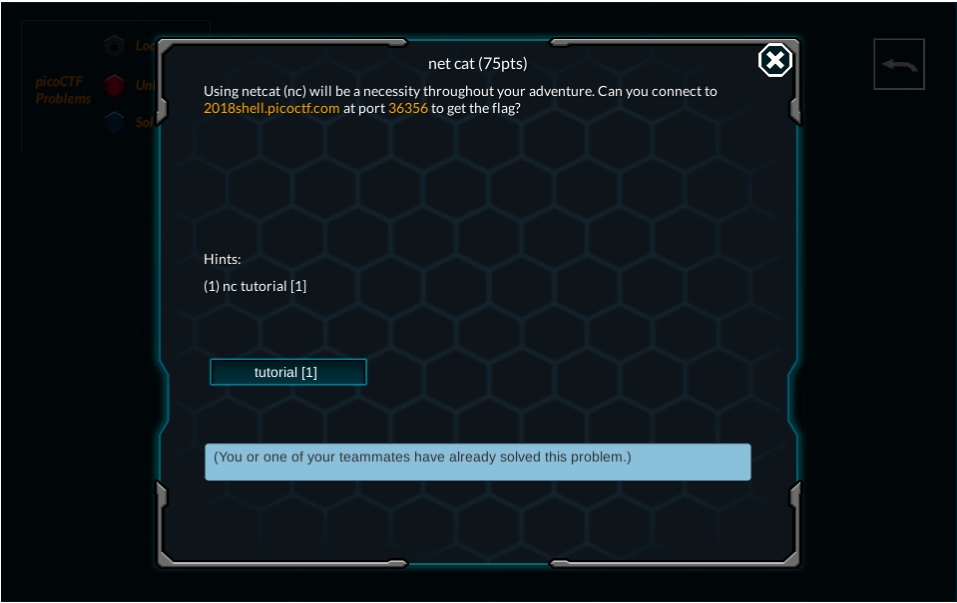 net cat (75pts)
Using netcat (nc) will be a necessity throughout your adventure. Can you connect to
2018shell.picoctf.com at port 36356 to get the flag?
picoCTF
Problems
Hints:
(1) nc tutorial [1]
tutorial [1]
(You or one of your teammates have already solved this problem.)